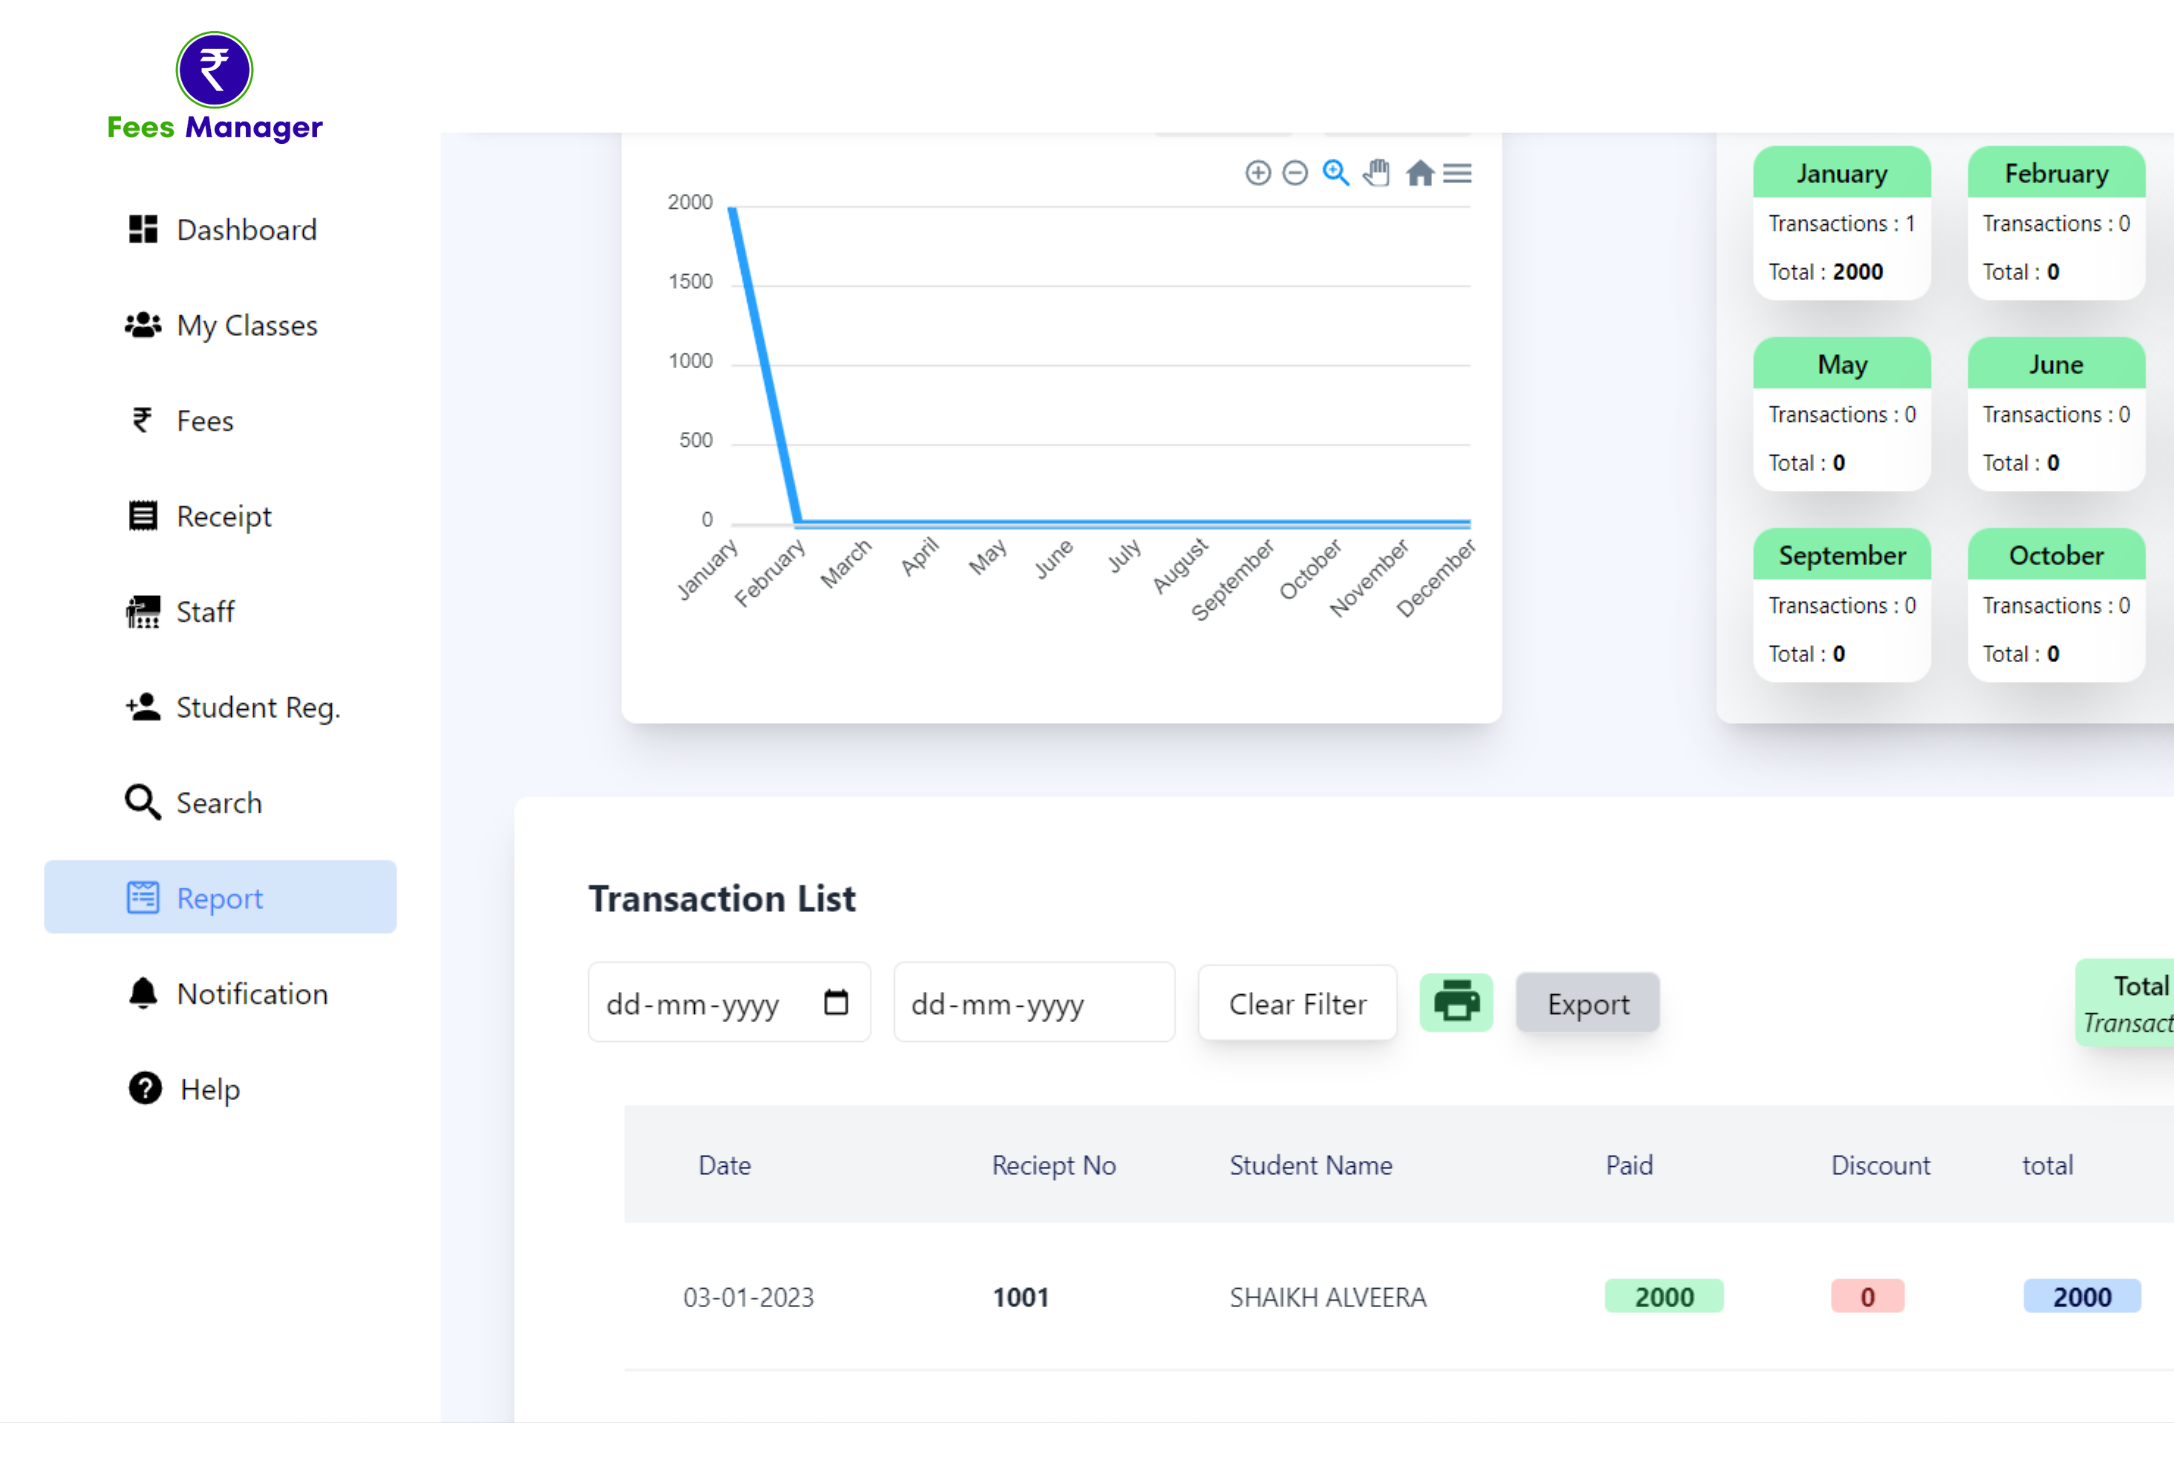 ₹
Fees Manager
Dashboard
My Classes
₹ Fees
Receipt
Staff
Student Reg.
Search
Report
Notification
? Help
2000
1500
1000
500
0
January
February
March
April
May
June
July
August
September
October
November
December
January
Transactions : 1
Total : 2000
February
Transactions : 0
Total : 0
May
Transactions : 0
Total : 0
June
Transactions : 0
Total : 0
September
Transactions : 0
Total : 0
October
Transactions : 0
Total : 0
Transaction List
dd-mm-yyyy
dd-mm-yyyy
Clear Filter
Export
Total
Transact
Date Reciept No Student Name Paid Discount total
03-01-2023 1001 SHAIKH ALVEERA 2000 0 2000